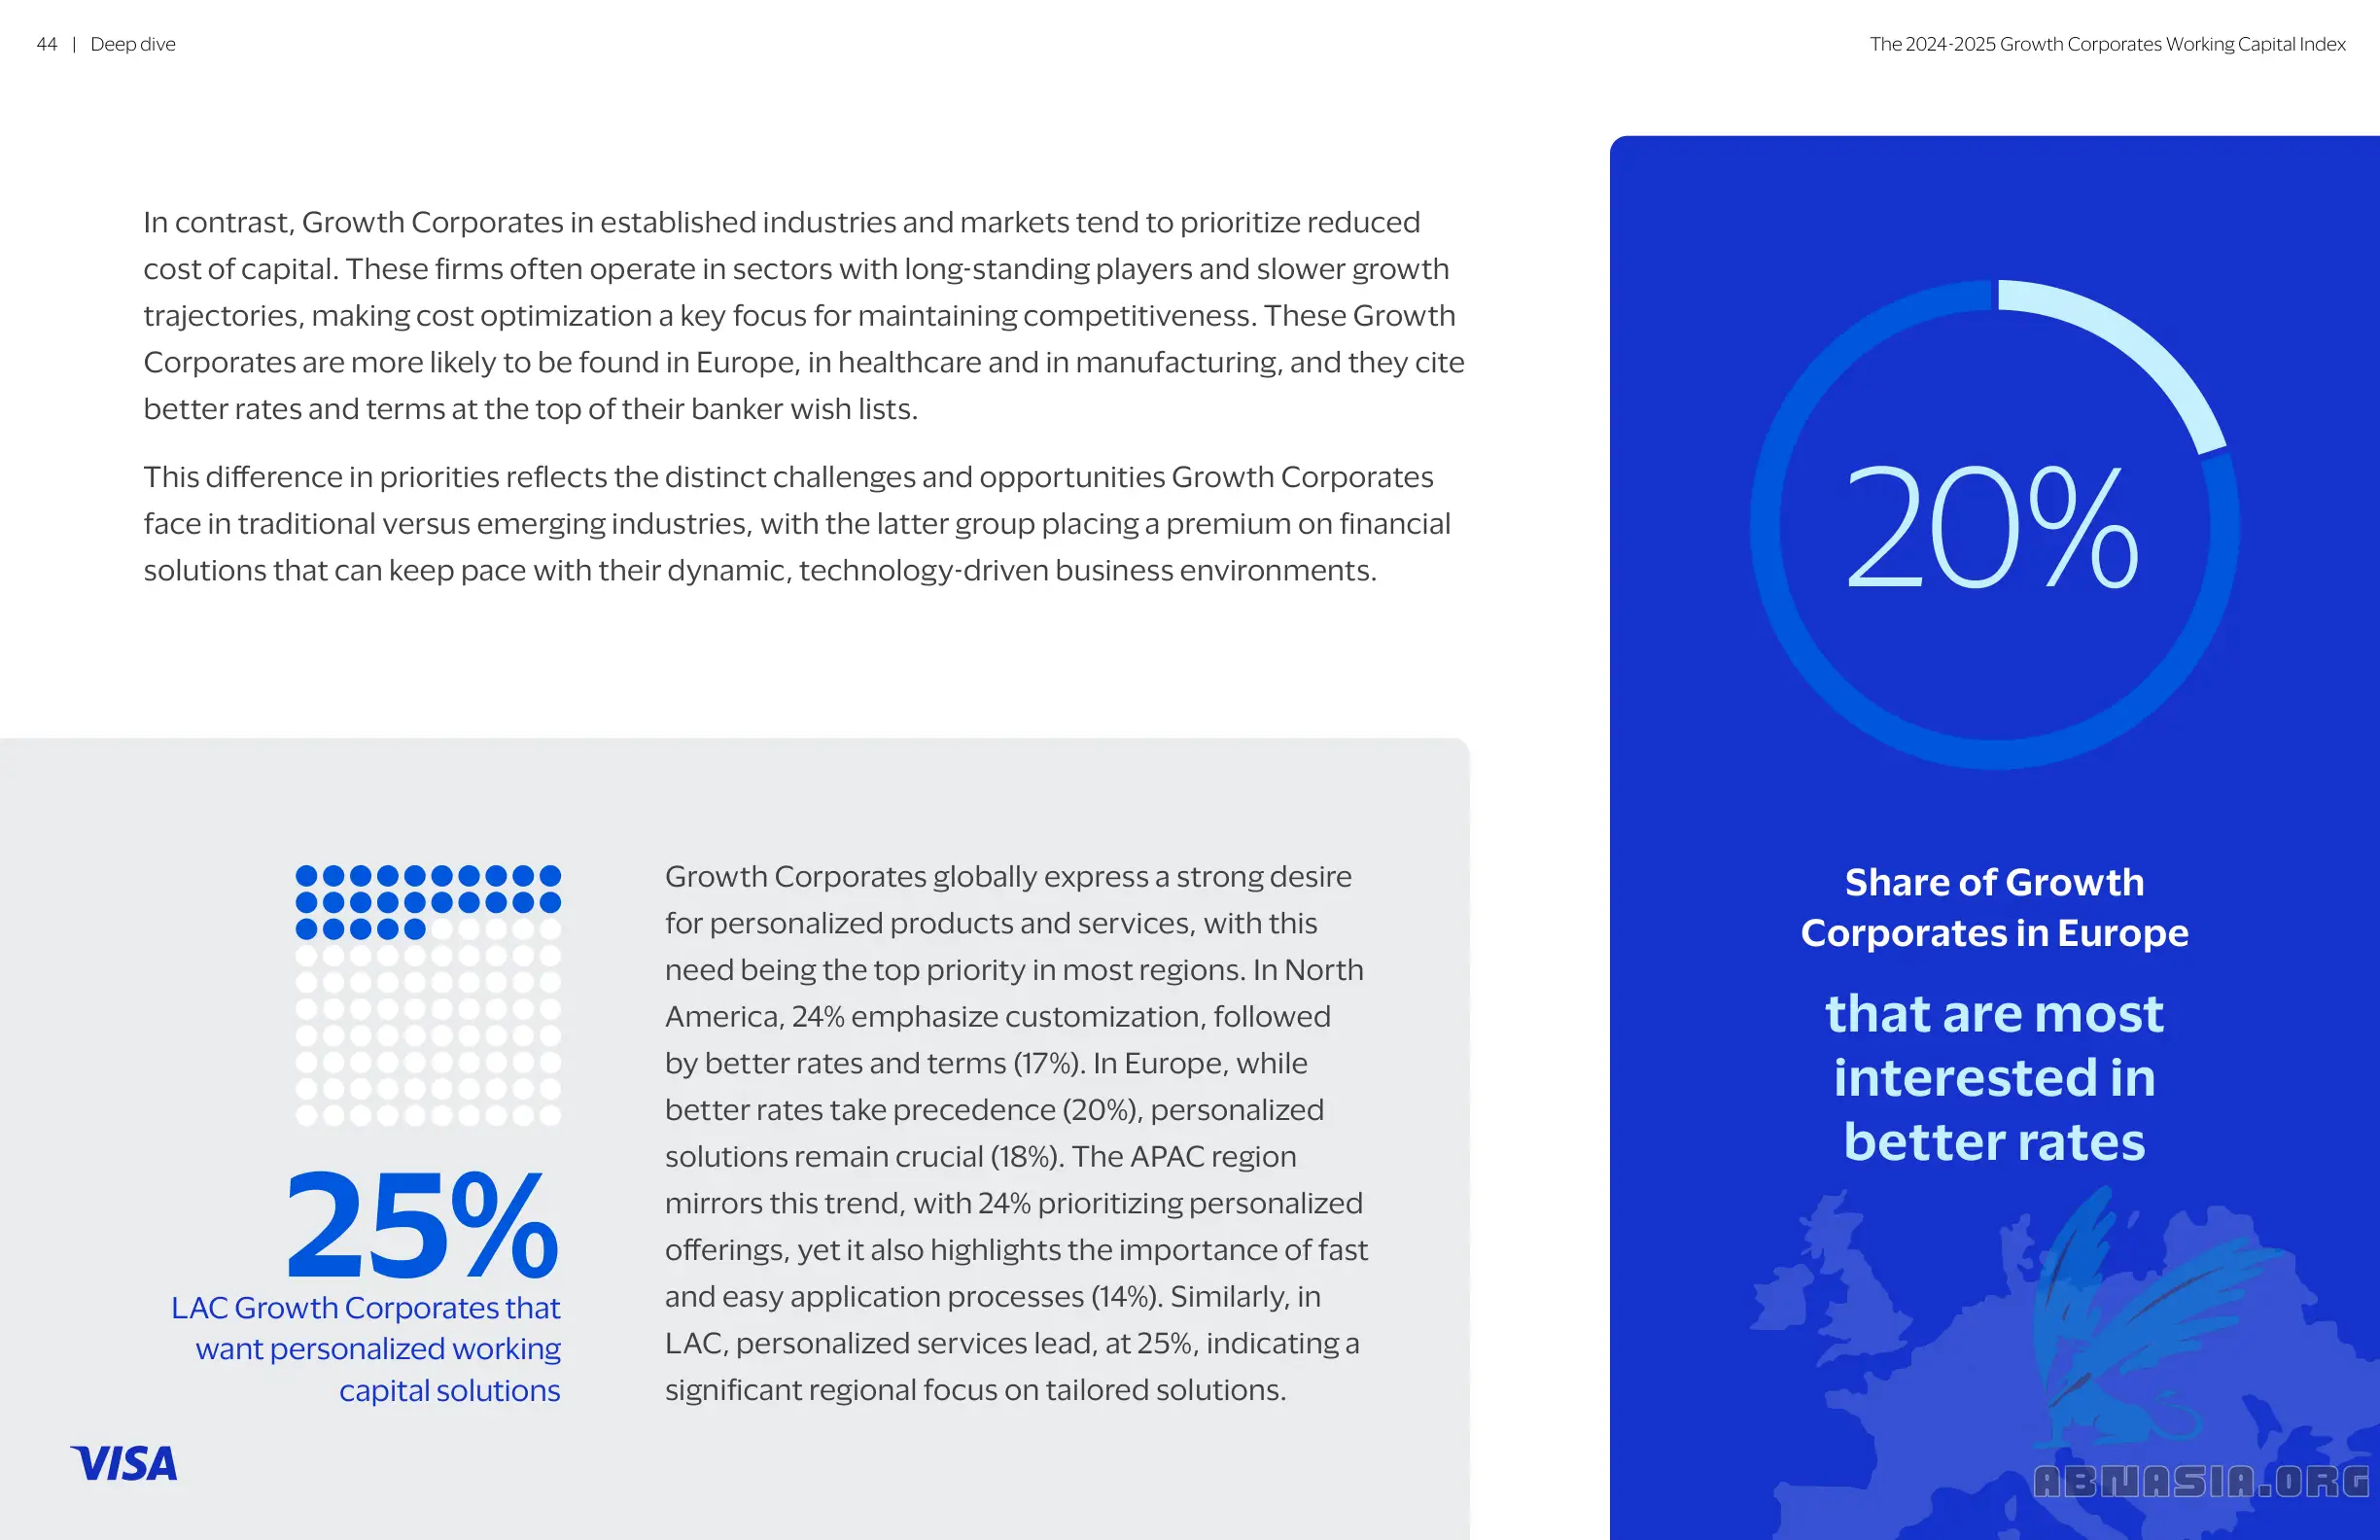 44 | Deep dive
The 2024-2025 Growth Corporates Working Capital Index
In contrast, Growth Corporates in established industries and markets tend to prioritize reduced
cost of capital. These firms often operate in sectors with long-standing players and slower growth
trajectories, making cost optimization a key focus for maintaining competitiveness. These Growth
Corporates are more likely to be found in Europe, in healthcare and in manufacturing, and they cite
better rates and terms at the top of their banker wish lists.
This difference in priorities reflects the distinct challenges and opportunities Growth Corporates
face in traditional versus emerging industries, with the latter group placing a premium on financial
solutions that can keep pace with their dynamic, technology-driven business environments.
25%
LAC Growth Corporates that
want personalized working
capital solutions
Growth Corporates globally express a strong desire
for personalized products and services, with this
need being the top priority in most regions. In North
America, 24% emphasize customization, followed
by better rates and terms (17%). In Europe, while
better rates take precedence (20%), personalized
solutions remain crucial (18%). The APAC region
mirrors this trend, with 24% prioritizing personalized
offerings, yet it also highlights the importance of fast
and easy application processes (14%). Similarly, in
LAC, personalized services lead, at 25%, indicating a
significant regional focus on tailored solutions.
VISA
20%
Share of Growth
Corporates in Europe
that are most
interested in
better rates
ABNASIA.ORG